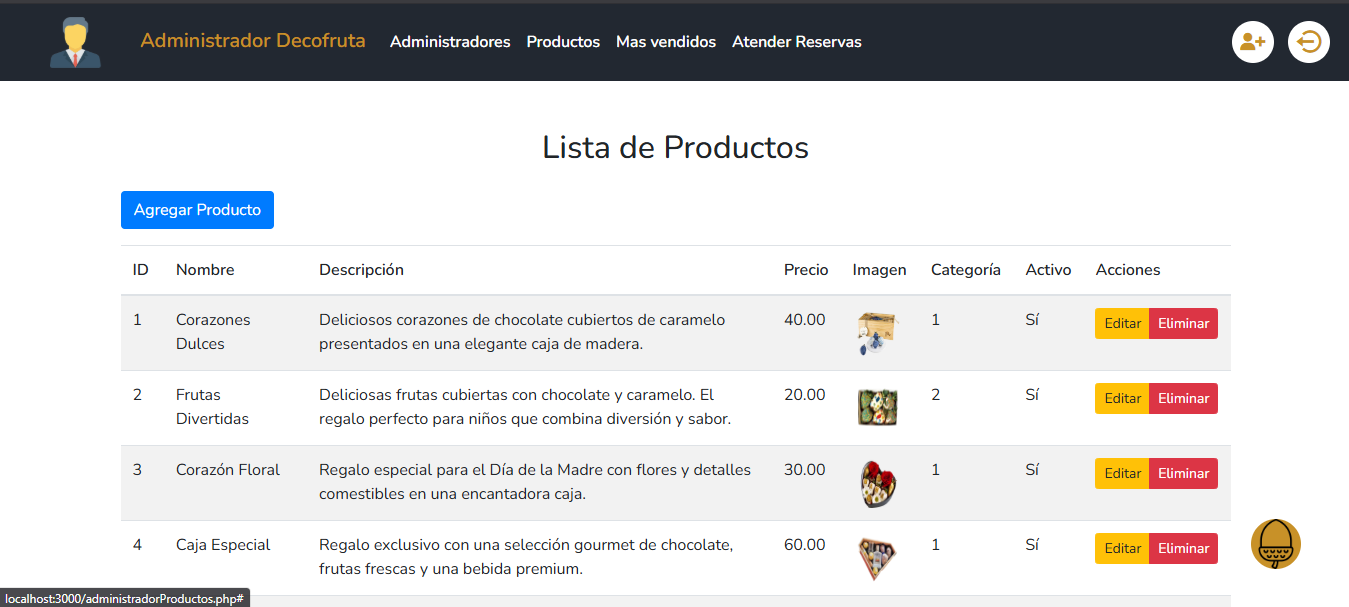 Administrador Decofruta Administradores Productos Mas vendidos Atender Reservas
Lista de Productos
Agregar Producto
ID Nombre Descripción Precio Imagen Categoría Activo Acciones
1 Corazones Deliciosos corazones de chocolate cubiertos de caramelo 40.00 1 Sí Editar Eliminar
Dulces presentados en una elegante caja de madera.
2 Frutas Deliciosas frutas cubiertas con chocolate y caramelo. El 20.00 2 Sí Editar Eliminar
Divertidas regalo perfecto para niños que combina diversión y sabor.
3 Corazón Floral Regalo especial para el Día de la Madre con flores y detalles 30.00 1 Sí Editar Eliminar
comestibles en una encantadora caja.
4 Caja Especial Regalo exclusivo con una selección gourmet de chocolate, 60.00 1 Sí Editar Eliminar
frutas frescas y una bebida premium.
localhost:3000/administradorProductos.php#